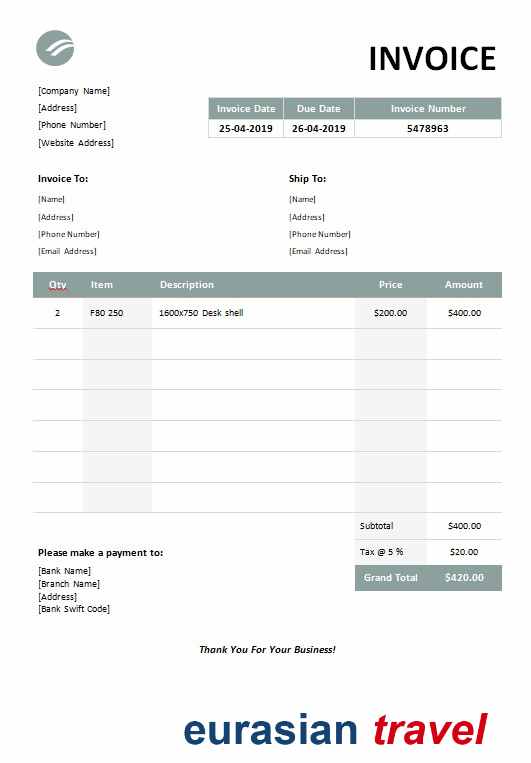 INVOICE
[Company Name]
[Address]
[Phone Number]
[Website Address]
Invoice Date Due Date Invoice Number
25-04-2019 26-04-2019 5478963
Invoice To: Ship To:
[Name] [Name]
[Address] [Address]
[Phone Number] [Phone Number]
[Email Address] [Email Address]
Qty Item Description Price Amount
2 F80 250 1600x750 Desk shell $200.00 $400.00
Subtotal $400.00
Please make a payment to: Tax @ 5 % $20.00
[Bank Name]
Grand Total $420.00
[Branch Name]
[Address]
[Bank Swift Code]
Thank You For Your Business!
eurasian travel